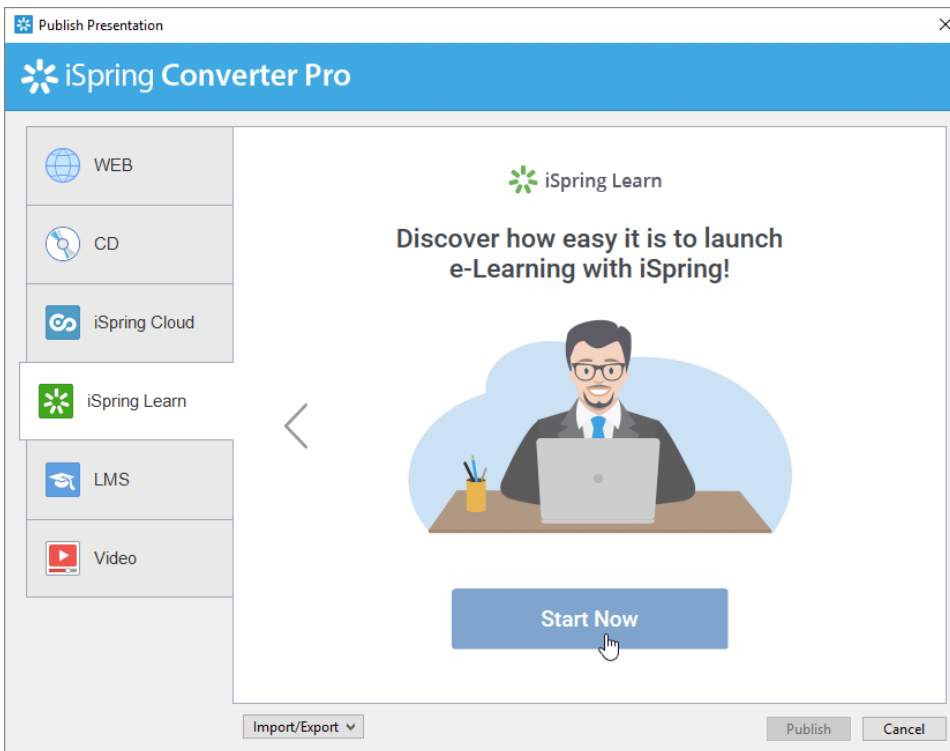 Publish Presentation
iSpring Converter Pro
WEB
CD
iSpring Cloud
iSpring Learn
LMS
Video
iSpring Learn
Discover how easy it is to launch
e-Learning with iSpring!
Start Now
Import/Export
Publish
Cancel